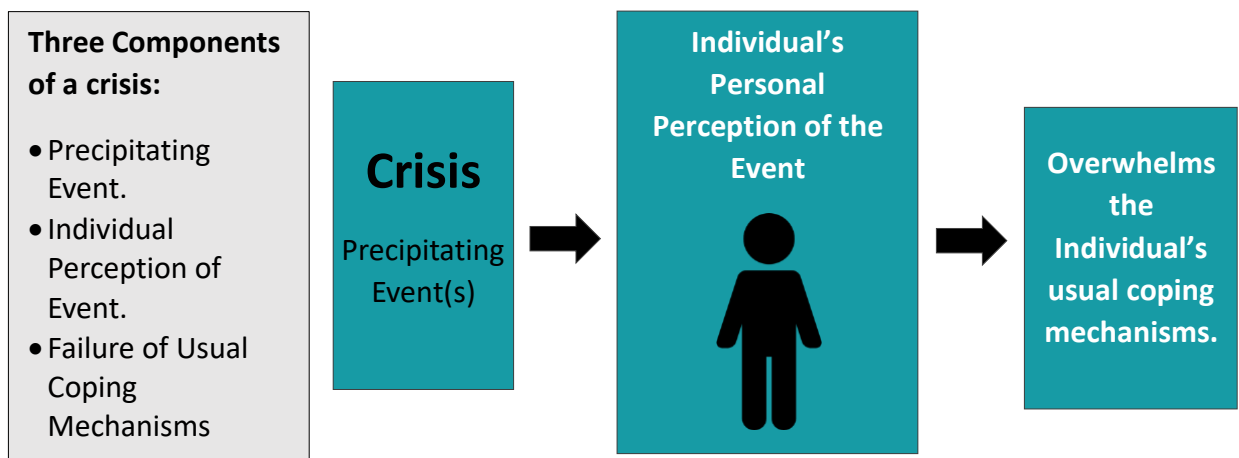 Three Components
of a crisis:
• Precipitating
Event.
• Individual
Perception of
Event.
• Failure of Usual
Coping
Mechanisms
Crisis
Precipitating
Event(s)
Individual’s
Personal
Perception of the
Event
Overwhelms
the
Individual’s
usual coping
mechanisms.